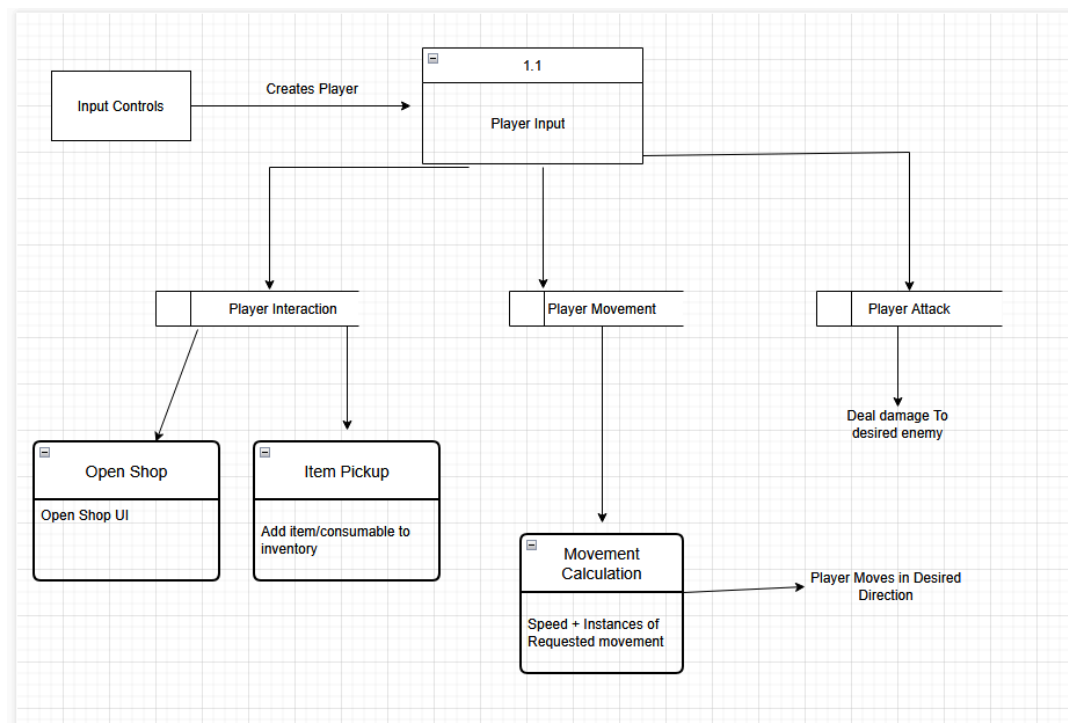 1.1
Input Controls
Creates Player
Player Input
Player Interaction
Player Movement
Player Attack
Deal damage To
desired enemy
Open Shop
Open Shop UI
Item Pickup
Add item/consumable to
inventory
Movement
Calculation
Speed + Instances of
Requested movement
Player Moves in Desired
Direction